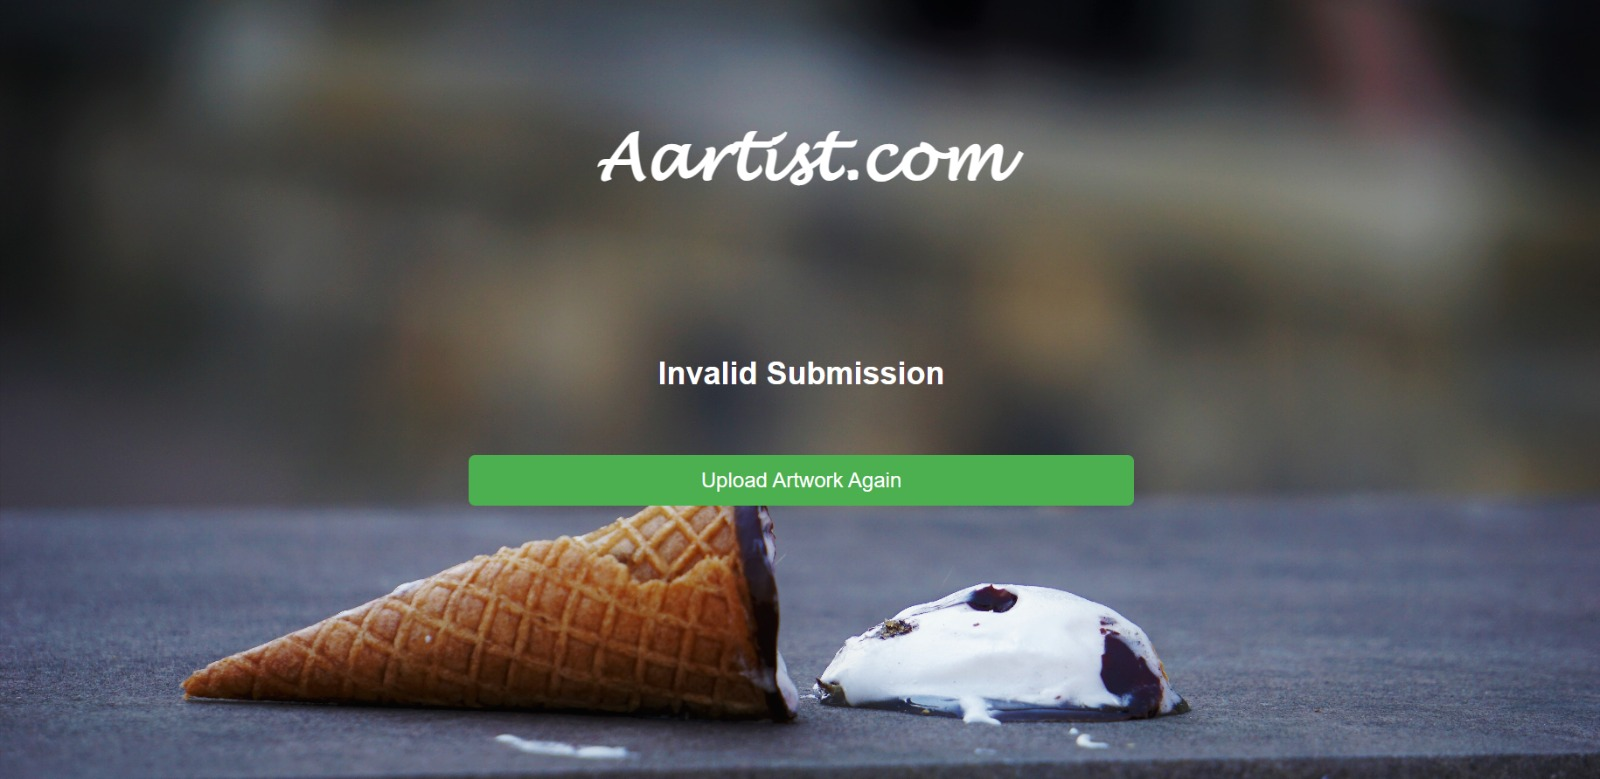 Aartist.com
Invalid Submission
Upload Artwork Again